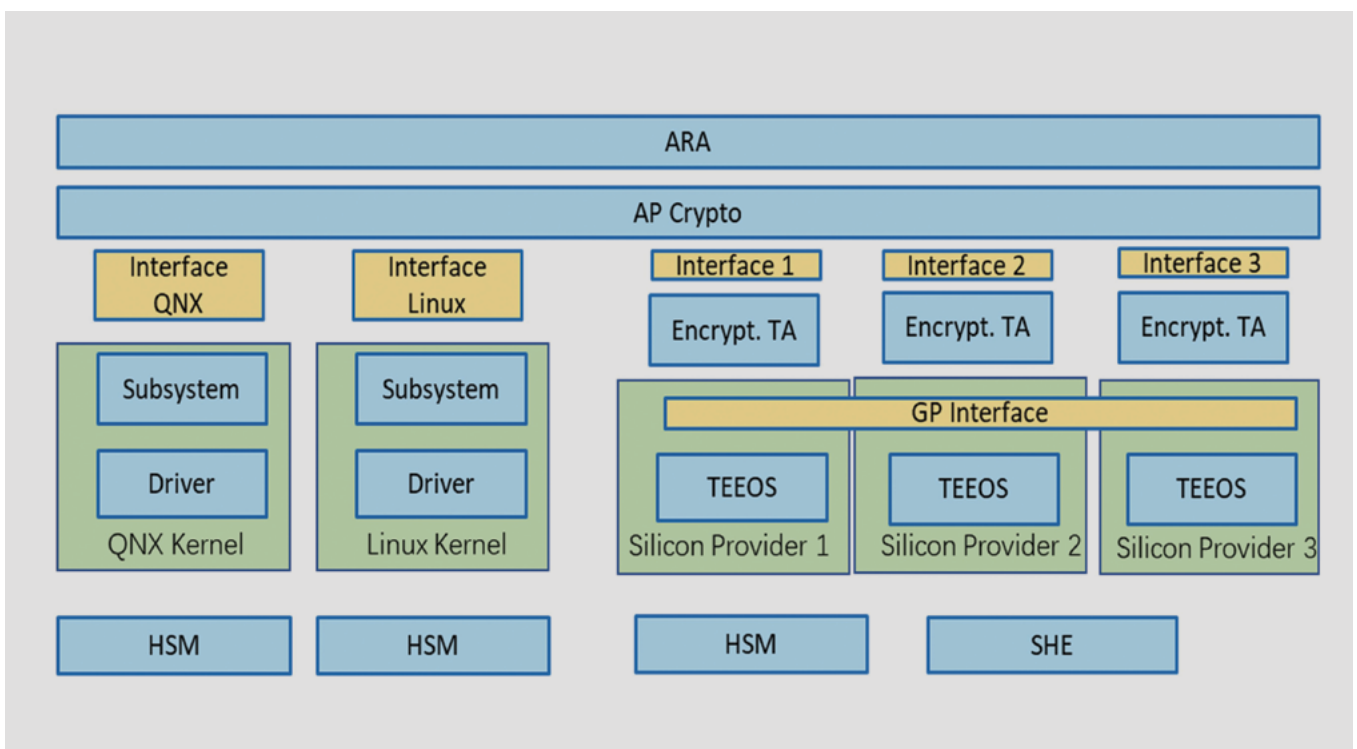 ARA
AP Crypto
Interface
QNX
Interface
Linux
Interface 1
Interface 2
Interface 3
Encrypt. TA
Encrypt. TA
Encrypt. TA
Subsystem
Subsystem
GP Interface
Driver
Driver
TEEOS
TEEOS
TEEOS
QNX Kernel
Linux Kernel
Silicon Provider 1
Silicon Provider 2
Silicon Provider 3
HSM
HSM
HSM
SHE